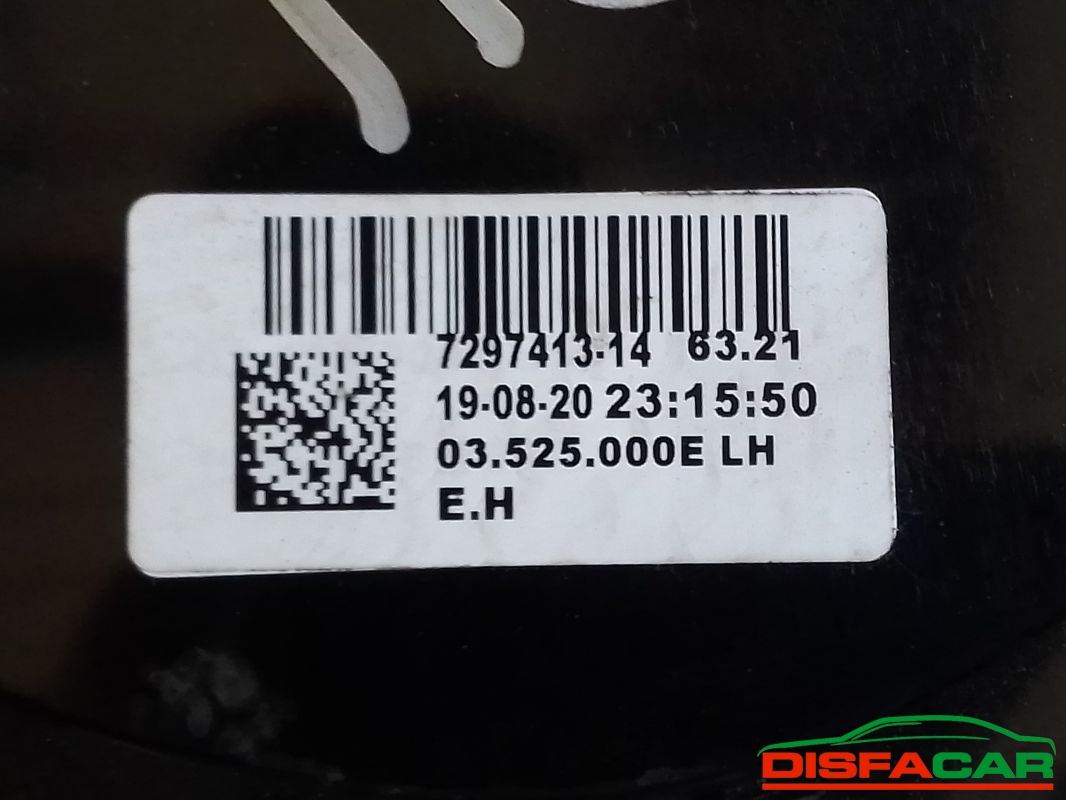 7297413-14 63.21
19-08-20 23:15:50
03.525.000E LH
E.H
DISFACAR